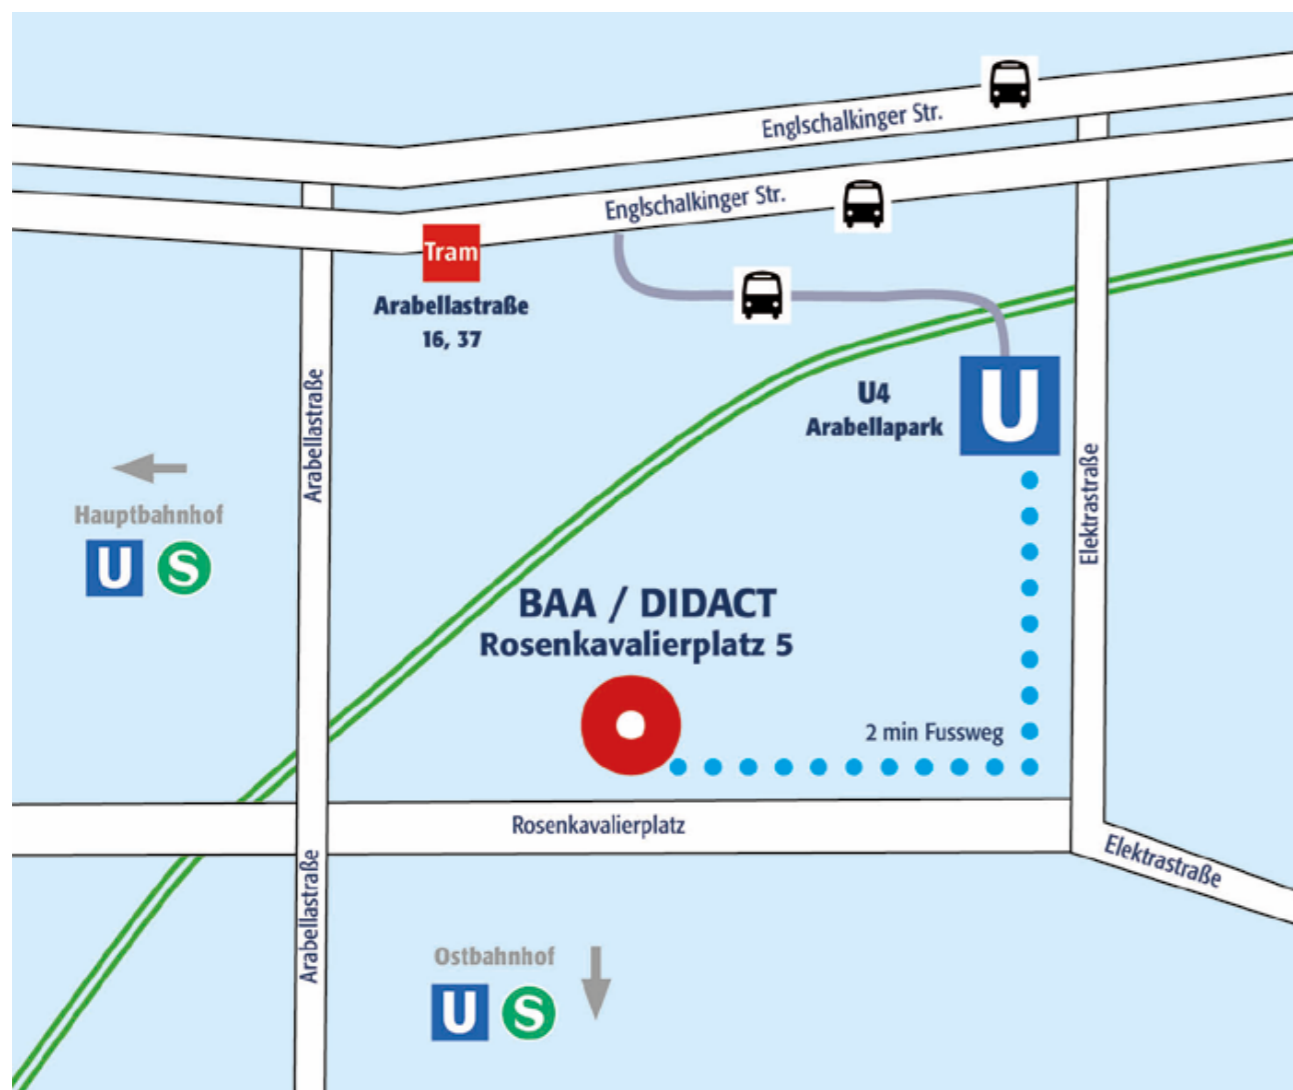 Englschalkinger Str.
Englschalkinger Str.
Tram
Arabellastraße
16, 37
U4
Arabellapark
U
Arabellastraße
Elektrastraße
Hauptbahnhof
U S
BAA / DIDACT
Rosenkavalierplatz 5
2 min Fussweg
Rosenkavalierplatz
Elektrastraße
Arabellastraße
Ostbahnhof
U S